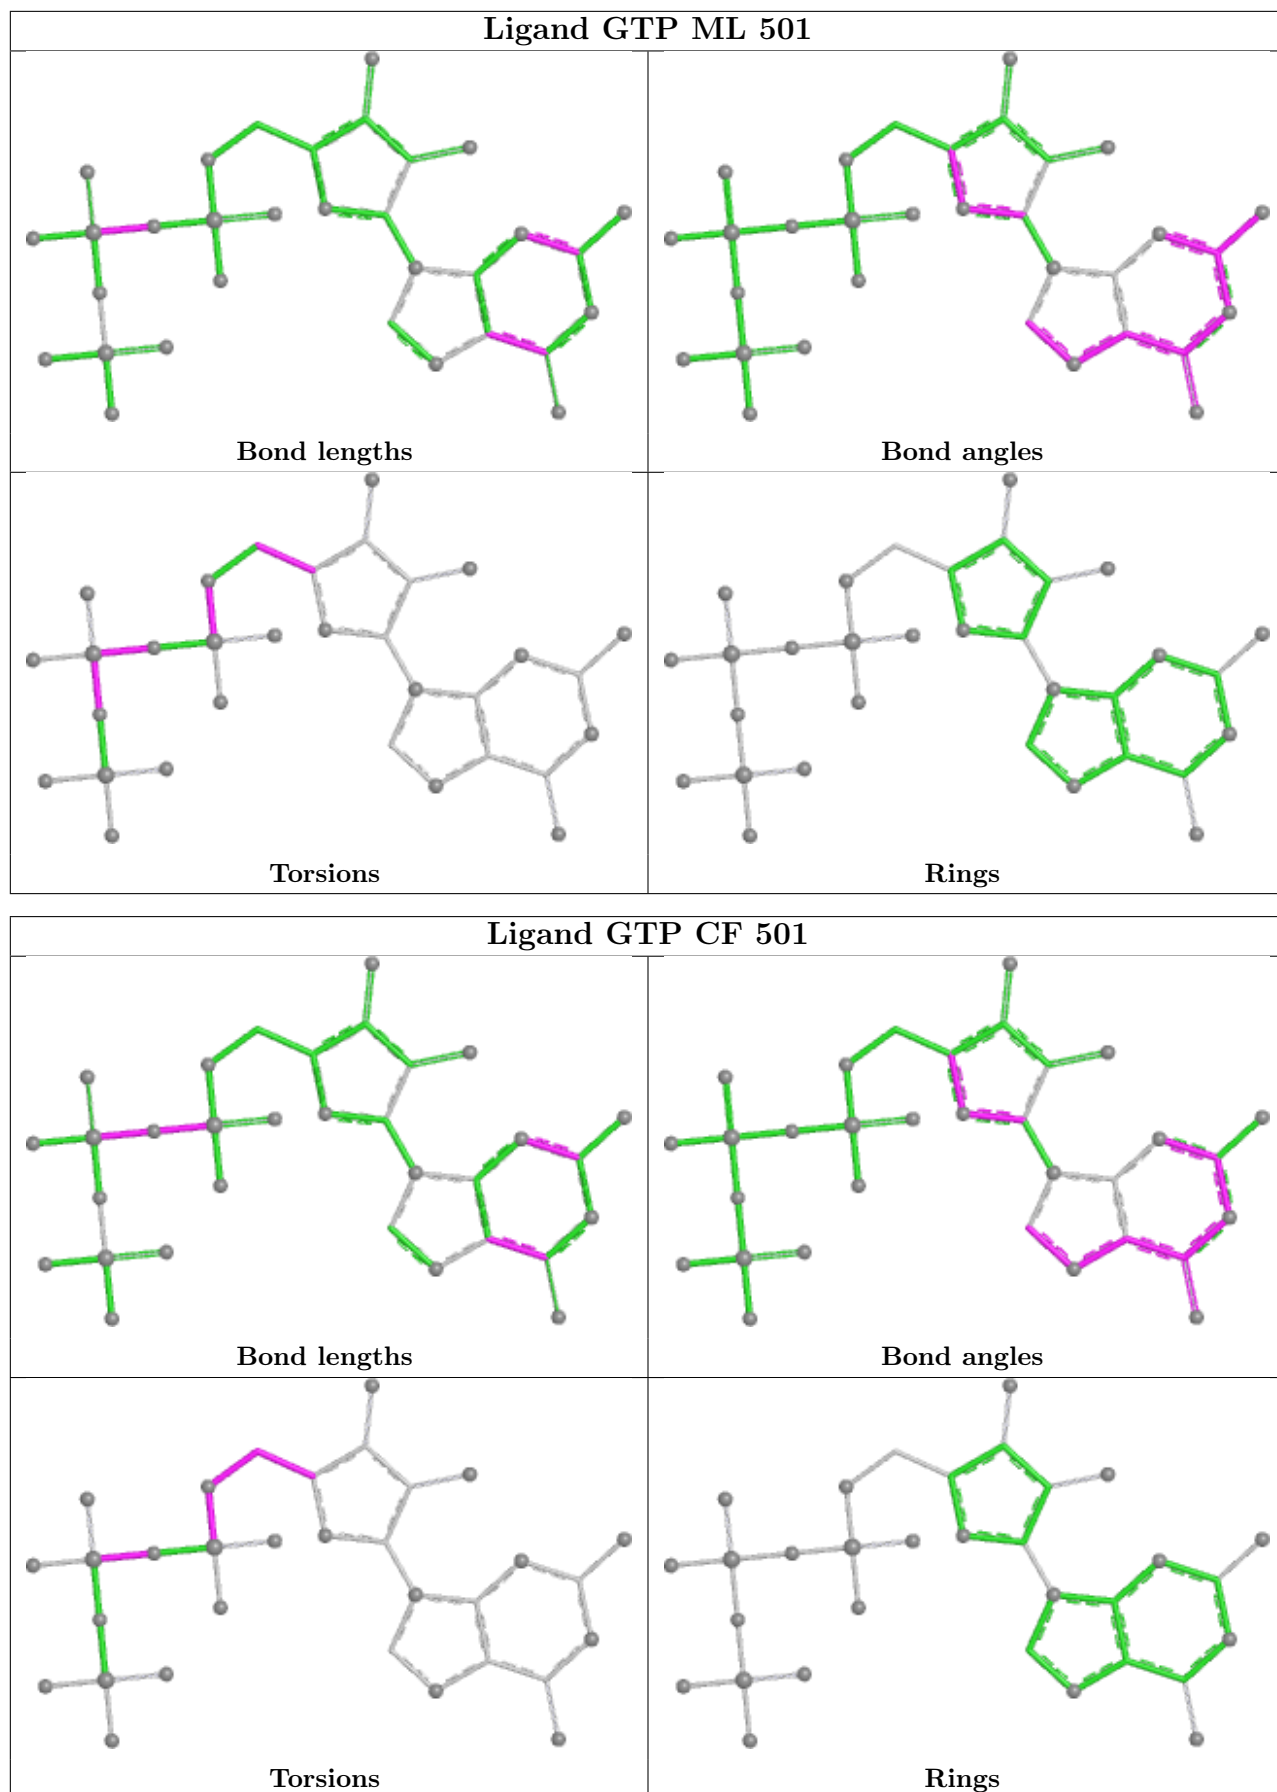 Ligand GTP ML 501
Bond lengths
Bond angles
Torsions
Rings
Ligand GTP CF 501
Bond lengths
Bond angles
Torsions
Rings